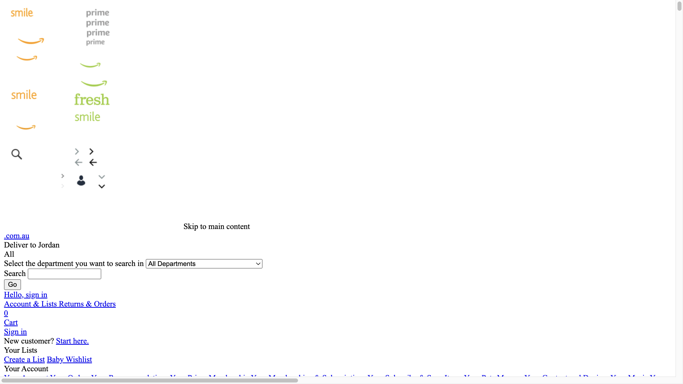 smile
prime
prime
prime
prime
smile
fresh
smile
Skip to main content
.com.au
Deliver to Jordan
All
Select the department you want to search in All Departments
Search
Go
Hello, sign in
Account & Lists Returns & Orders
0
Cart
Sign in
New customer? Start here.
Your Lists
Create a List Baby Wishlist
Your Account